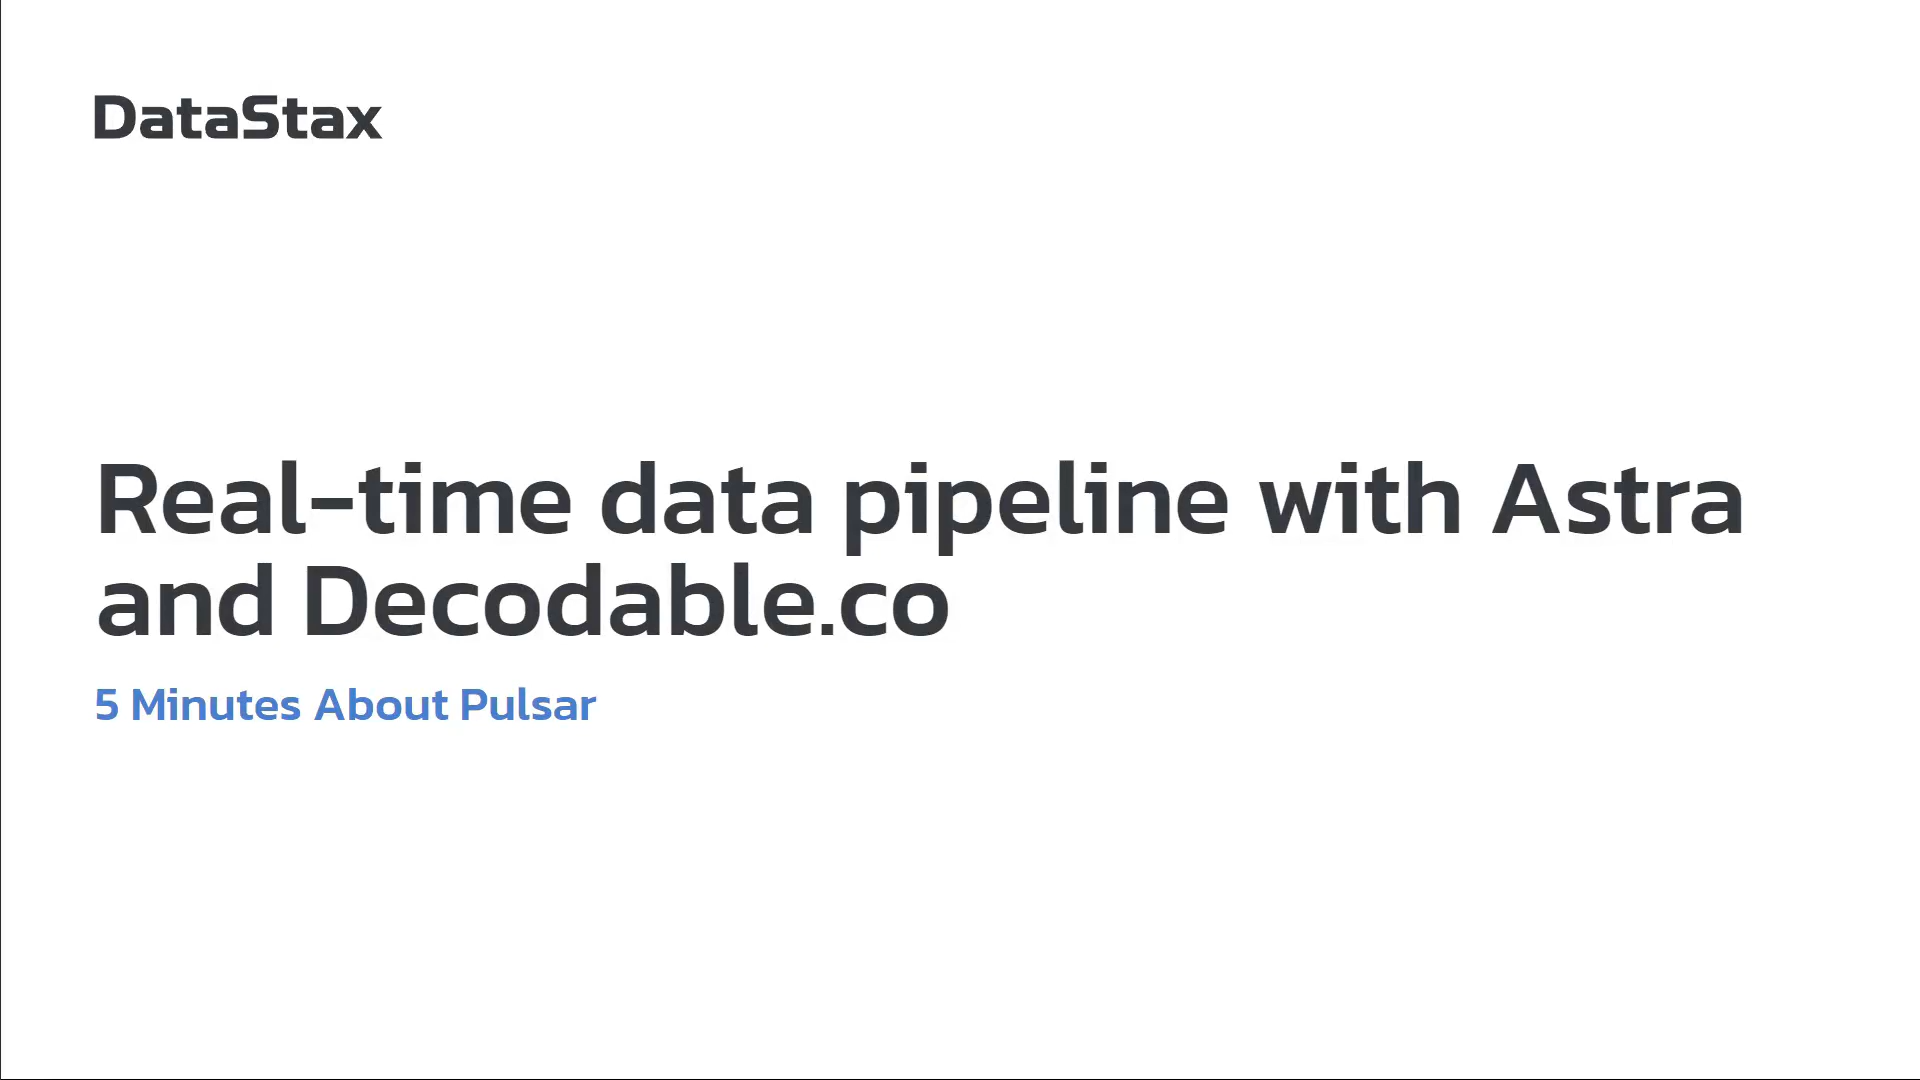 DataStax
Real-time data pipeline with Astra
and Decodable.co
5 Minutes About Pulsar